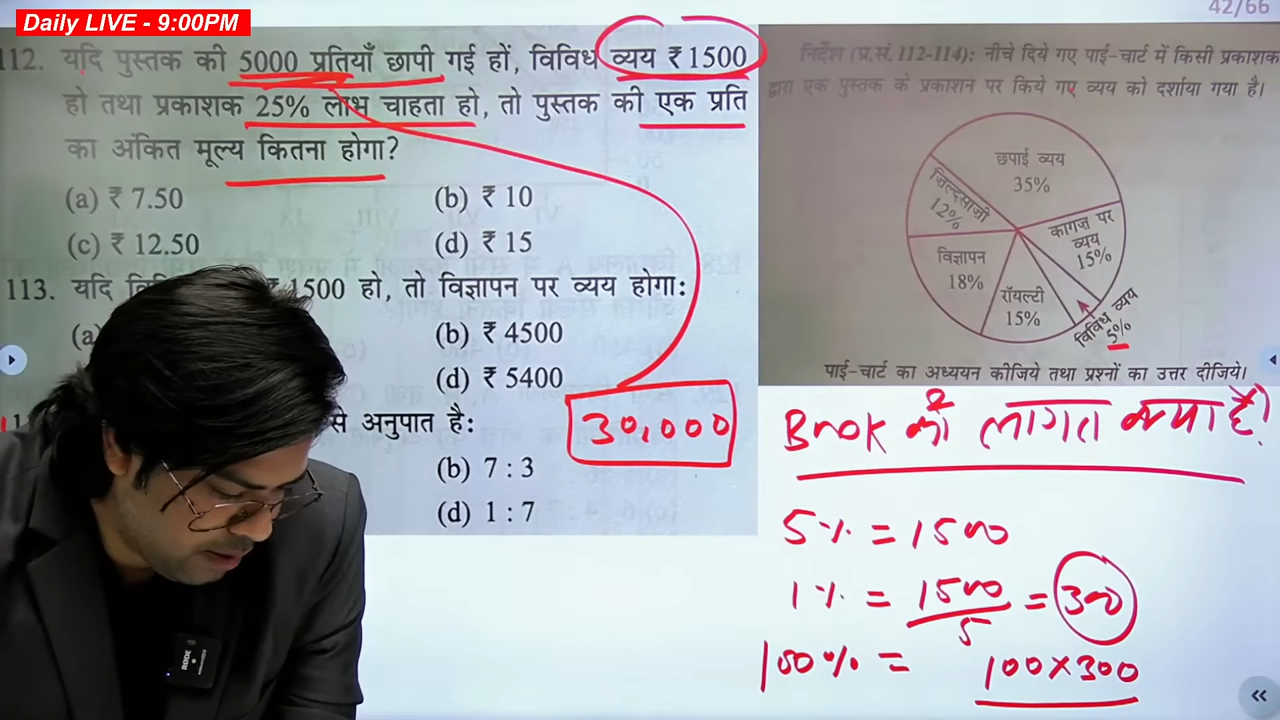 Daily LIVE - 9:00PM
42/66
112. यदि पुस्तक की 5000 प्रतियाँ छापी गई हों, विविध व्यय ₹ 1500
हो तथा प्रकाशक 25% लाभ चाहता हो, तो पुस्तक की एक प्रति
का अंकित मूल्य कितना होगा?
(a) ₹ 7.50
(b) ₹ 10
(c) ₹ 12.50
(d) ₹ 15
113. यदि 1500 हो, तो विज्ञापन पर व्यय होगा:
(a)
(b) ₹ 4500
(d) ₹ 5400
से अनुपात है:
(b) 7 : 3
(d) 1 : 7
30,000
निर्देश (प्र.सं. 112-114): नीचे दिये गए पाई-चार्ट में किसी प्रकाशक
द्वारा एक पुस्तक के प्रकाशन पर किये गए व्यय को दर्शाया गया है।
छपाई व्यय
35%
जिल्दसाजी
12%
कागज पर
व्यय
15%
विज्ञापन
18%
रॉयल्टी
15%
विविध व्यय
5%
पाई-चार्ट का अध्ययन कीजिये तथा प्रश्नों का उत्तर दीजिये।
Book की लागत क्या है?
5% = 1500
1% = 1500/5 = 300
100% = 100×300
RODE